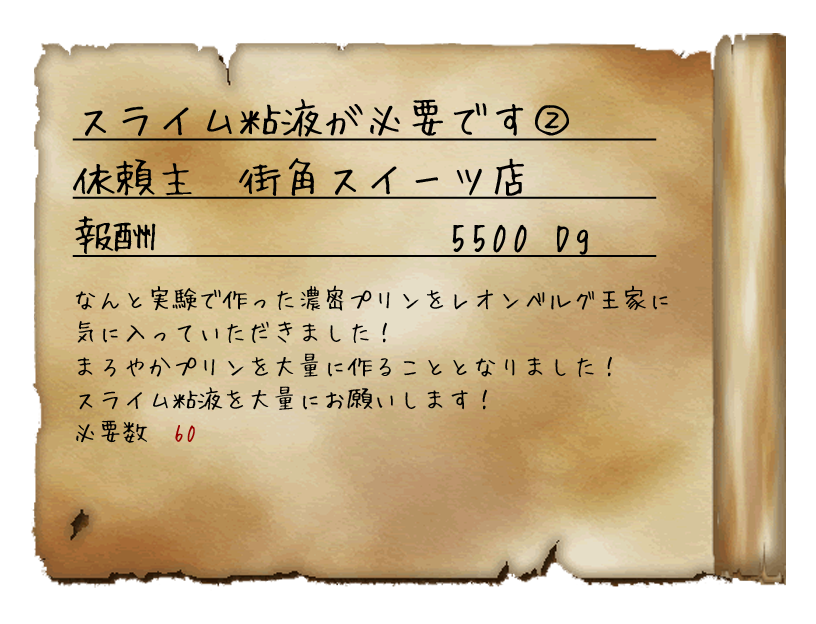 スライム粘液が必要です②
依頼主　街角スイーツ店
報酬　5500 Dg
なんと実験で作った濃密プリンをレオンベルグ王家に
気に入っていただきました！
まろやかプリンを大量に作ることとなりました！
スライム粘液を大量にお願いします！
必要数　60